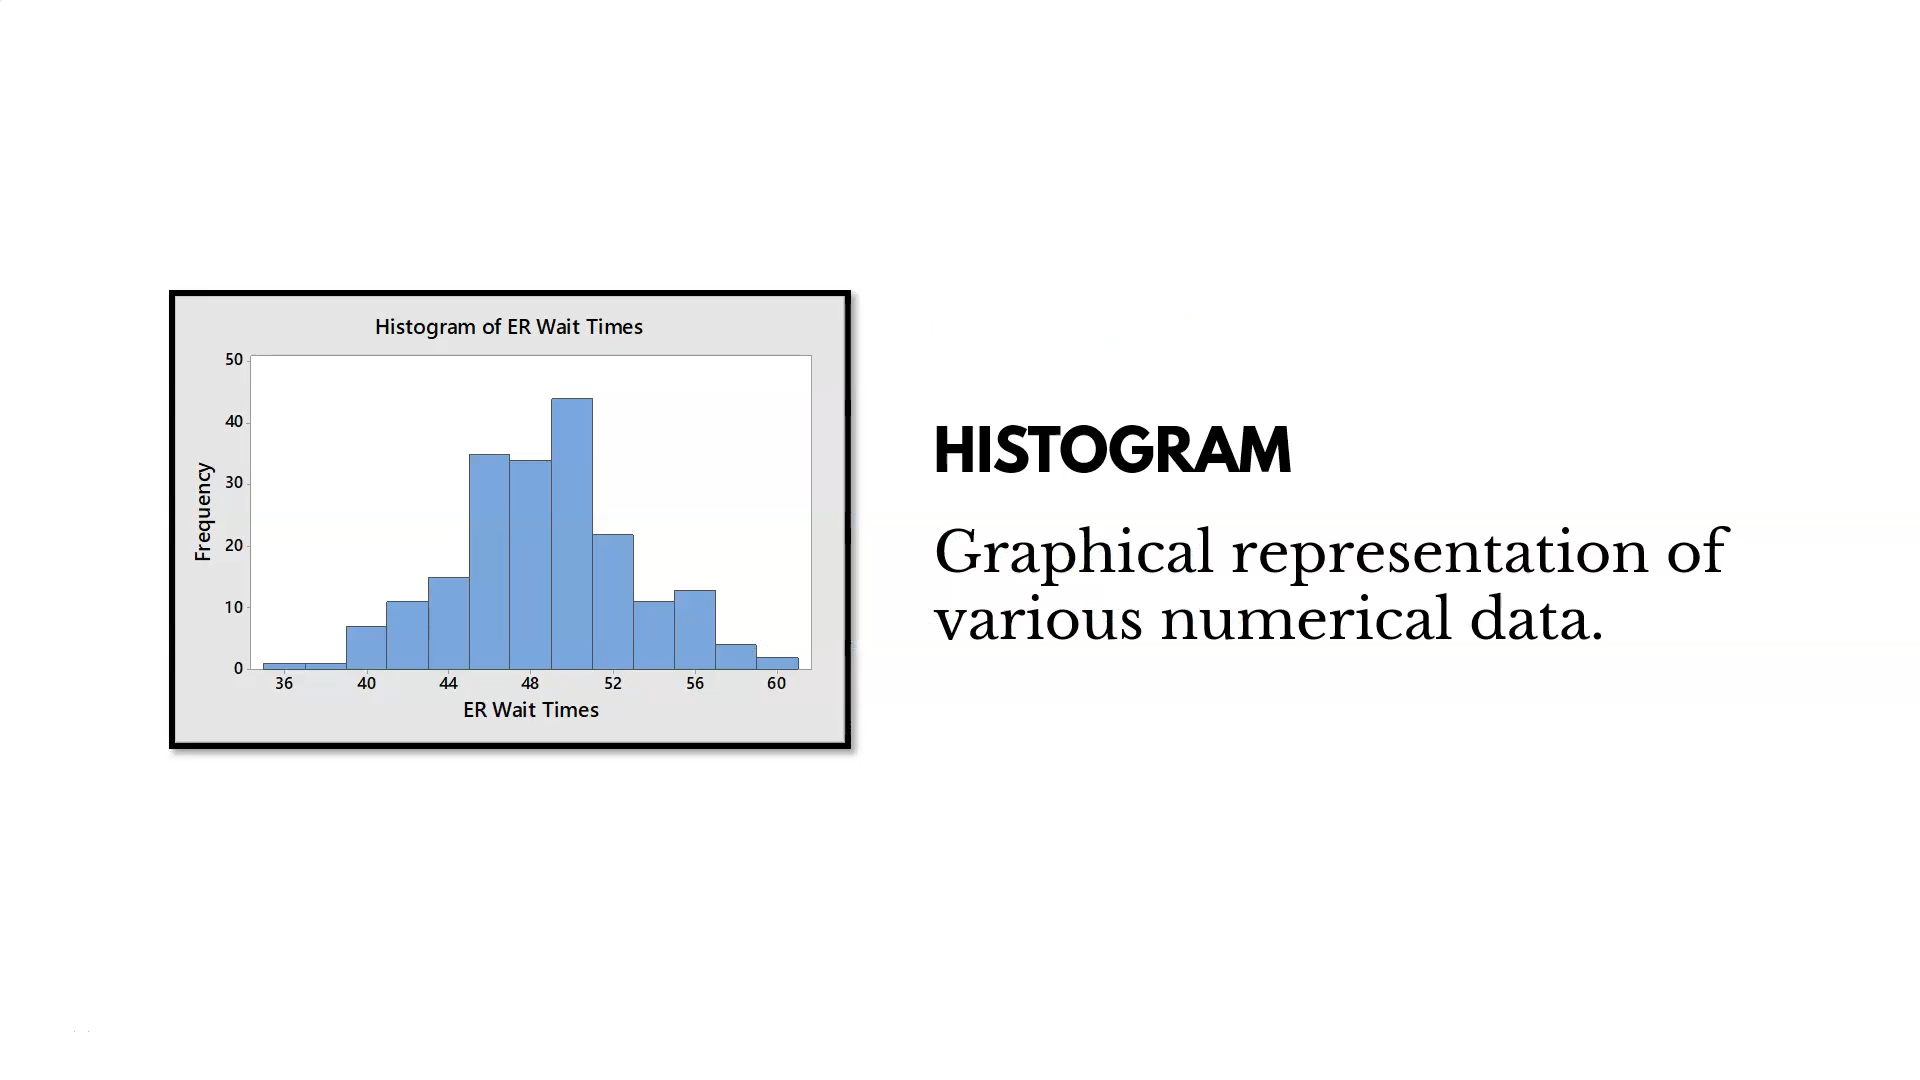 Histogram of ER Wait Times
50
40
30
20
10
0
Frequency
36 40 44 48 52 56 60
ER Wait Times
HISTOGRAM
Graphical representation of
various numerical data.